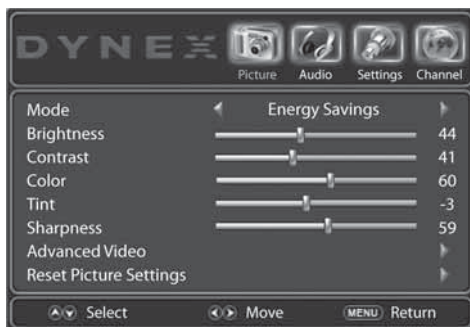 DYNEX
Picture Audio Settings Channel
Mode Energy Savings
Brightness 44
Contrast 41
Color 60
Tint -3
Sharpness 59
Advanced Video
Reset Picture Settings
Select Move MENU Return